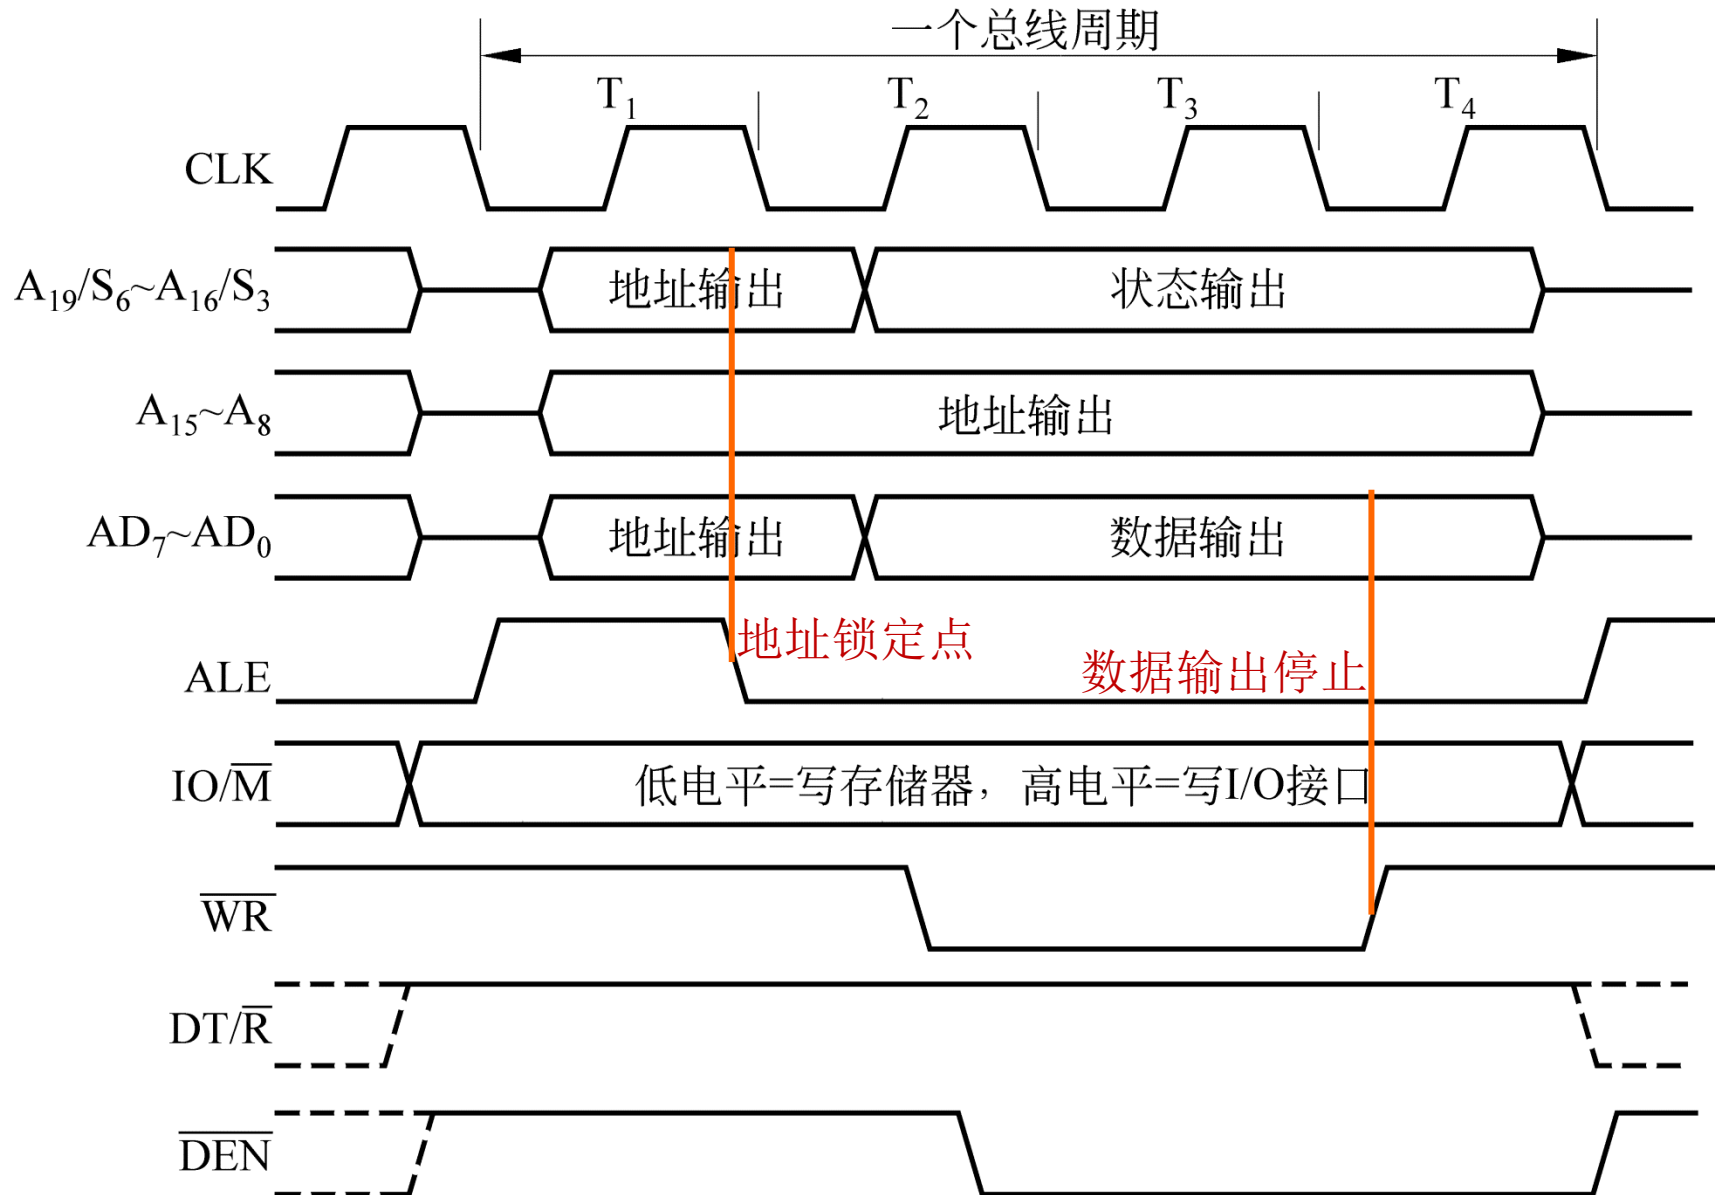 一个总线周期
T₁ T₂ T₃ T₄
CLK
A₁₉/S₆~A₁₆/S₃ 地址输出 状态输出
A₁₅~A₈ 地址输出
AD₇~AD₀ 地址输出 数据输出
地址锁定点
ALE 数据输出停止
IO/M̅ 低电平=写存储器，高电平=写I/O接口
W̅R̅
DT/R̅
D̅E̅N̅